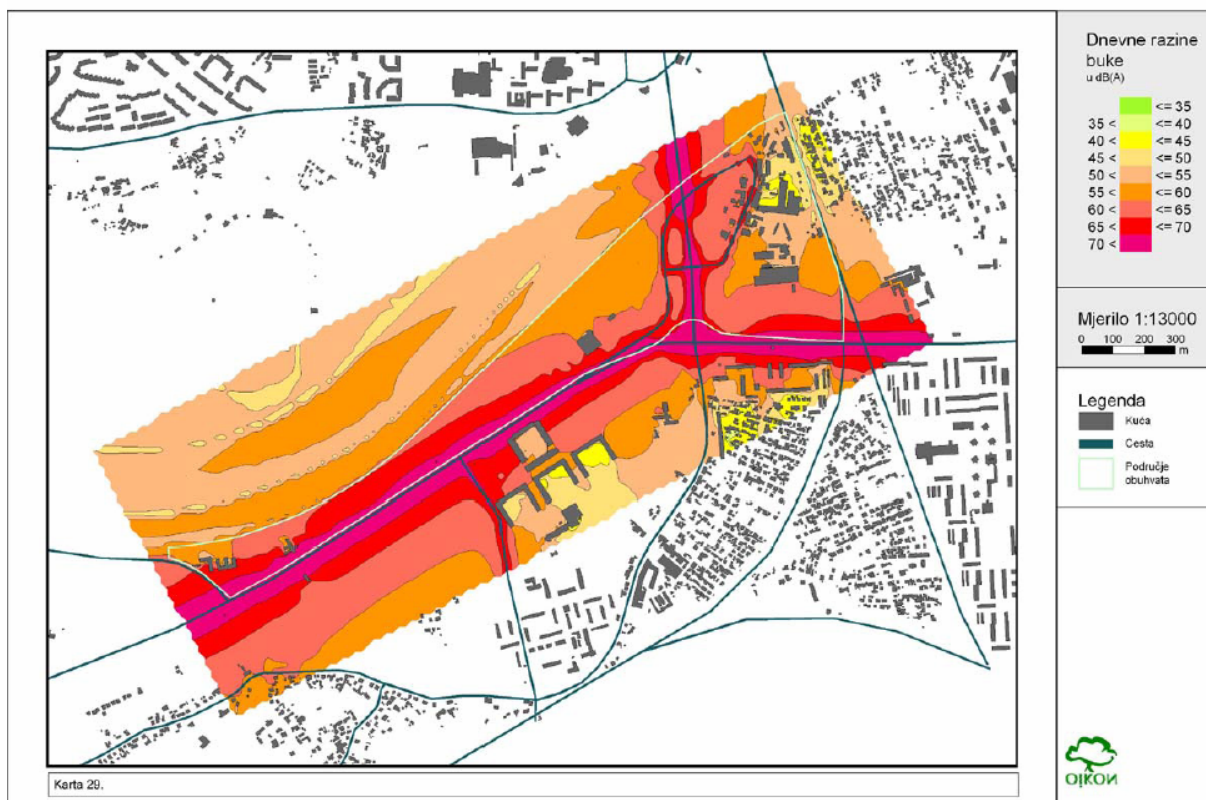 Dnevne razine
buke
u dB(A)
<= 35
35 < <= 40
40 < <= 45
45 < <= 50
50 < <= 55
55 < <= 60
60 < <= 65
65 < <= 70
70 <
Mjerilo 1:13000
0 100 200 300
m
Legenda
Kuća
Cesta
Područje
obuhvata
OIKON
Karta 29.